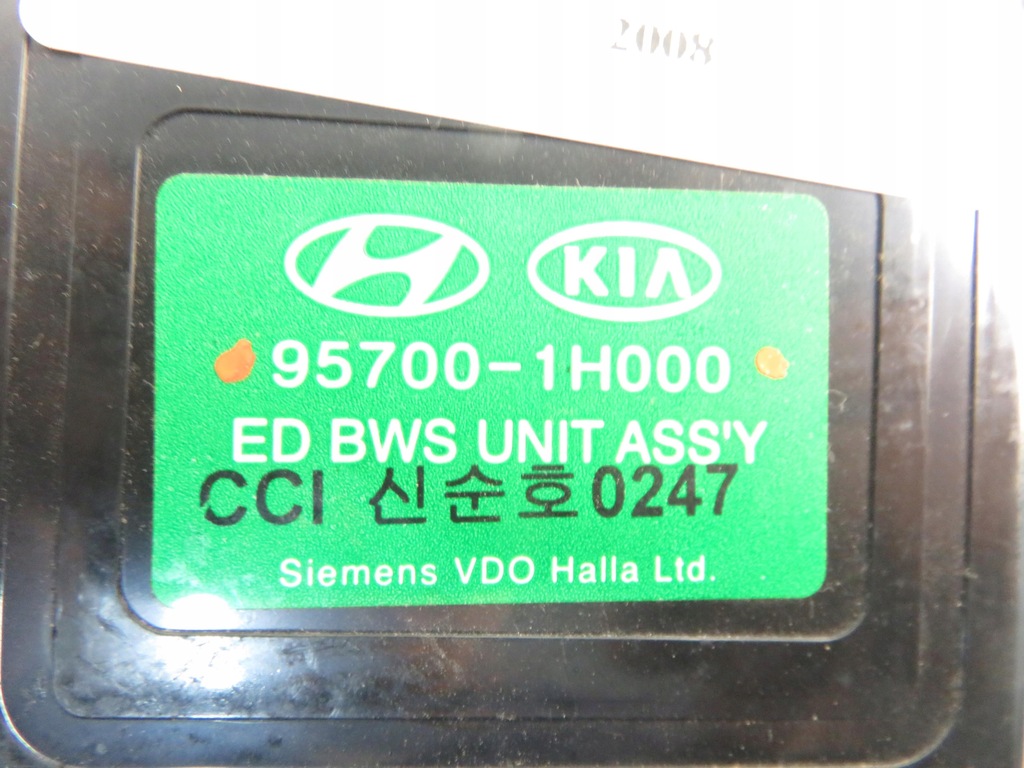 2008
KIA
95700-1H000
ED BWS UNIT ASS'Y
CCI 신순호0247
Siemens VDO Halla Ltd.